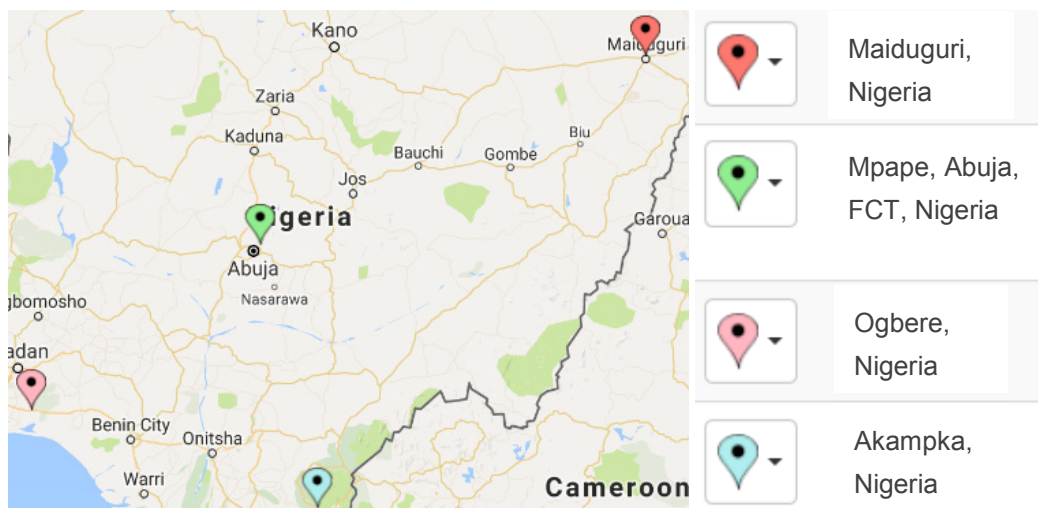 Kano
Maiduguri
Zaria
Kaduna
Biu
Bauchi
Gombe
Jos
igeria
Garoua
Abuja
Nasarawa
gbomosho
adan
Benin City
Onitsha
Warri
Cameroon
Maiduguri,
Nigeria
Mpape, Abuja,
FCT, Nigeria
Ogbere,
Nigeria
Akampka,
Nigeria